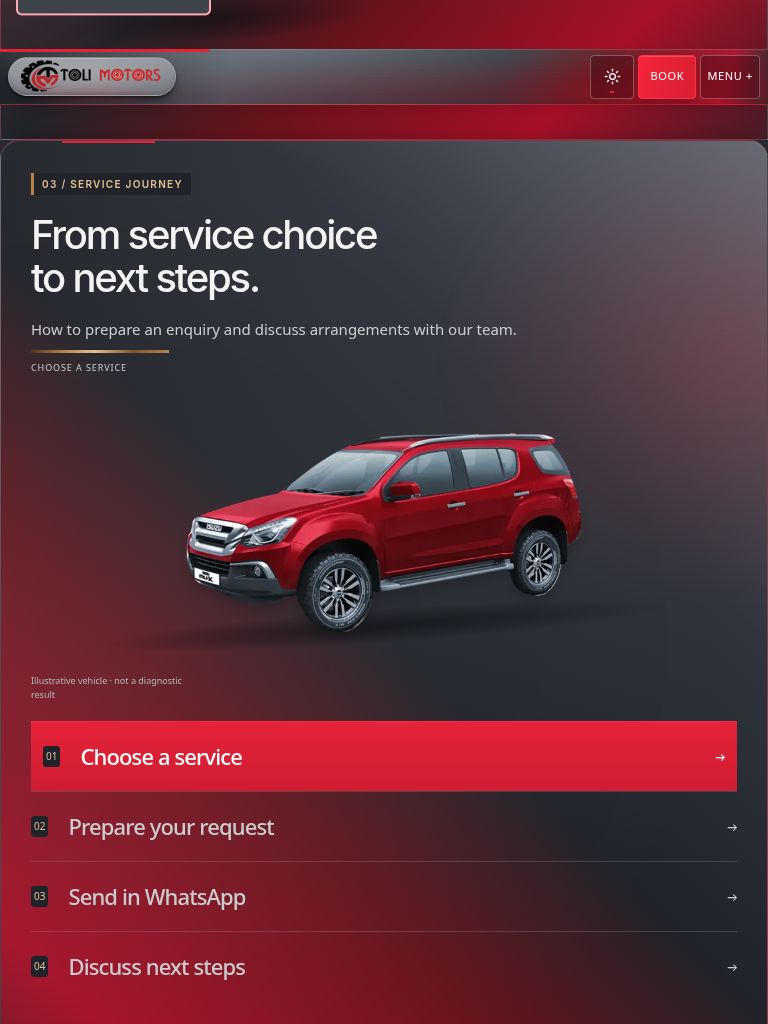 TOLI MOTORS
BOOK
MENU +
03 / SERVICE JOURNEY
From service choice
to next steps.
How to prepare an enquiry and discuss arrangements with our team.
CHOOSE A SERVICE
ISUZU
mu-X
Illustrative vehicle · not a diagnostic
result
01 Choose a service →
02 Prepare your request →
03 Send in WhatsApp →
04 Discuss next steps →